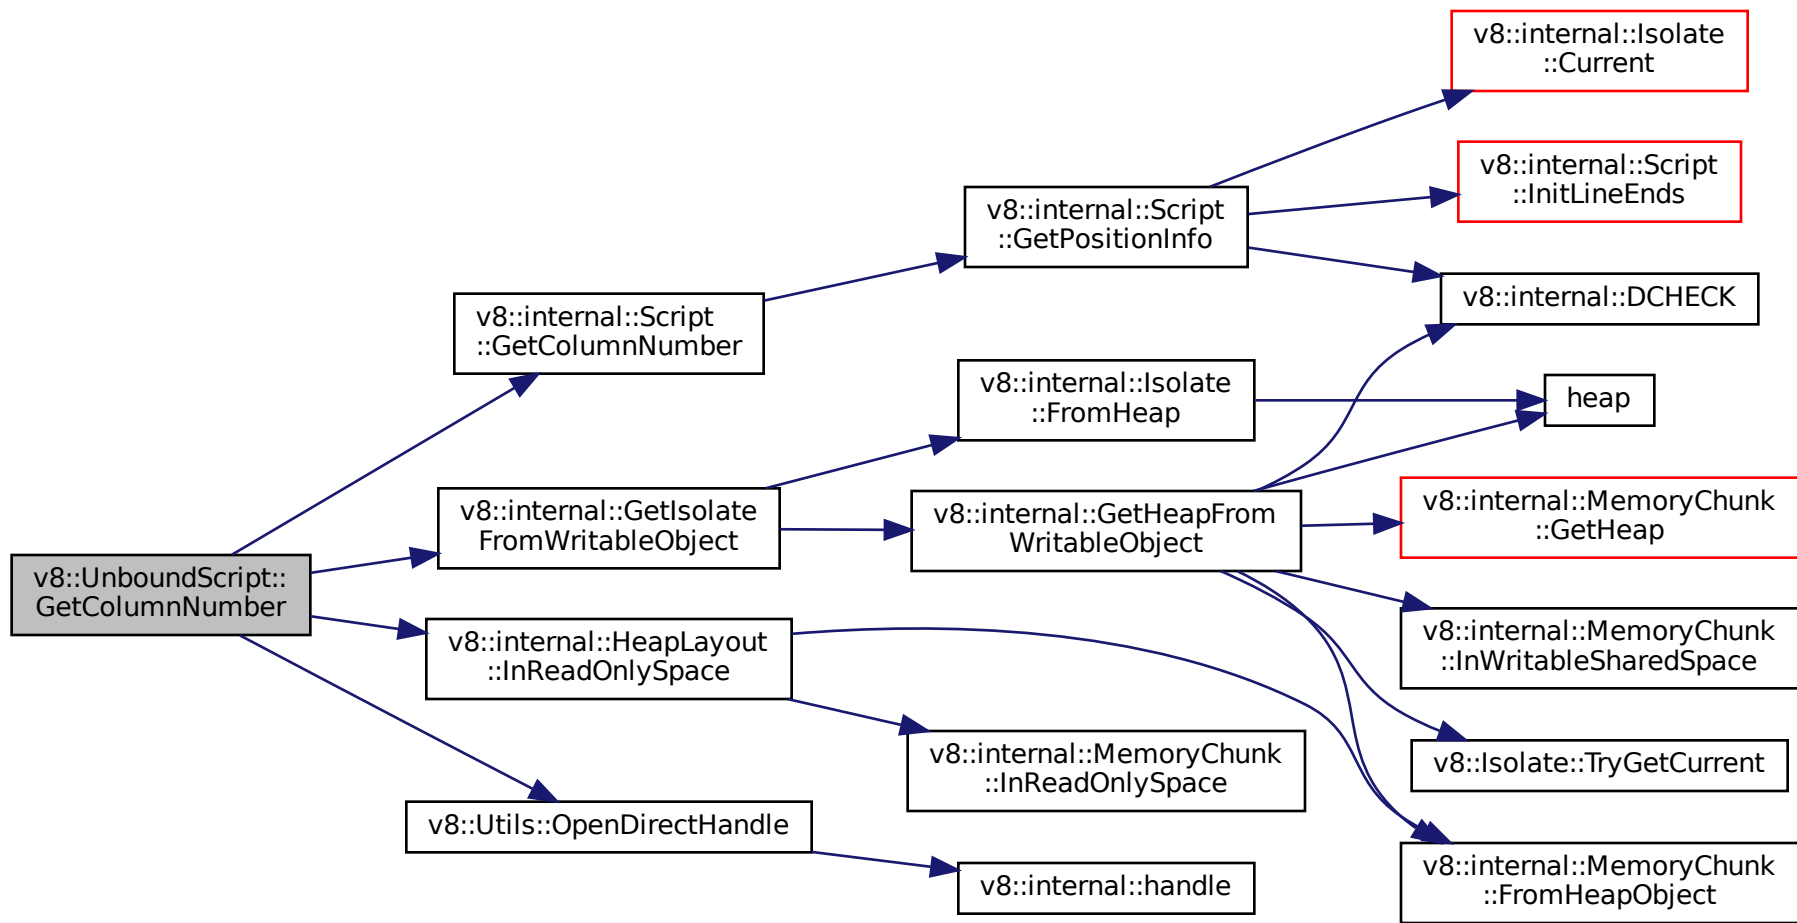 v8::internal::Isolate
::Current
v8::internal::Script
::InitLineEnds
v8::internal::Script
::GetPositionInfo
v8::internal::DCHECK
v8::internal::Script
::GetColumnNumber
v8::internal::Isolate
::FromHeap
heap
v8::internal::GetIsolate
FromWritableObject
v8::internal::GetHeapFrom
WritableObject
v8::internal::MemoryChunk
::GetHeap
v8::UnboundScript::
GetColumnNumber
v8::internal::HeapLayout
::InReadOnlySpace
v8::internal::MemoryChunk
::InWritableSharedSpace
v8::internal::MemoryChunk
::InReadOnlySpace
v8::Isolate::TryGetCurrent
v8::Utils::OpenDirectHandle
v8::internal::handle
v8::internal::MemoryChunk
::FromHeapObject